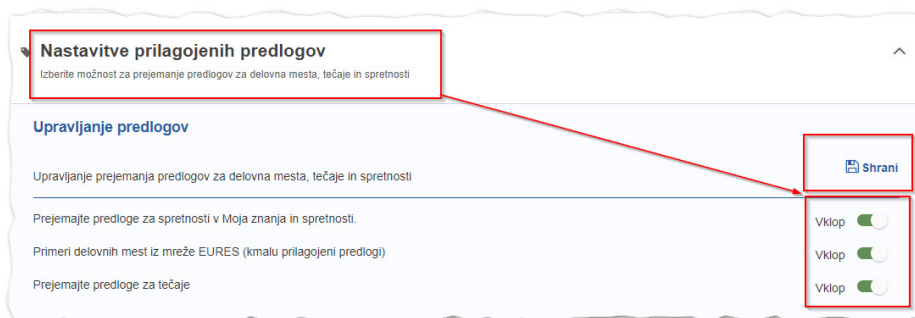 Nastavitve prilagojenih predlogov
Izberite možnost za prejemanje predlogov za delovna mesta, tečaje in spretnosti
Upravljanje predlogov
Shrani
Upravljanje prejemanja predlogov za delovna mesta, tečaje in spretnosti
Prejemajte predloge za spretnosti v Moja znanja in spretnosti. Vklop
Primeri delovnih mest iz mreže EURES (kmalu prilagojeni predlogi) Vklop
Prejemajte predloge za tečaje Vklop